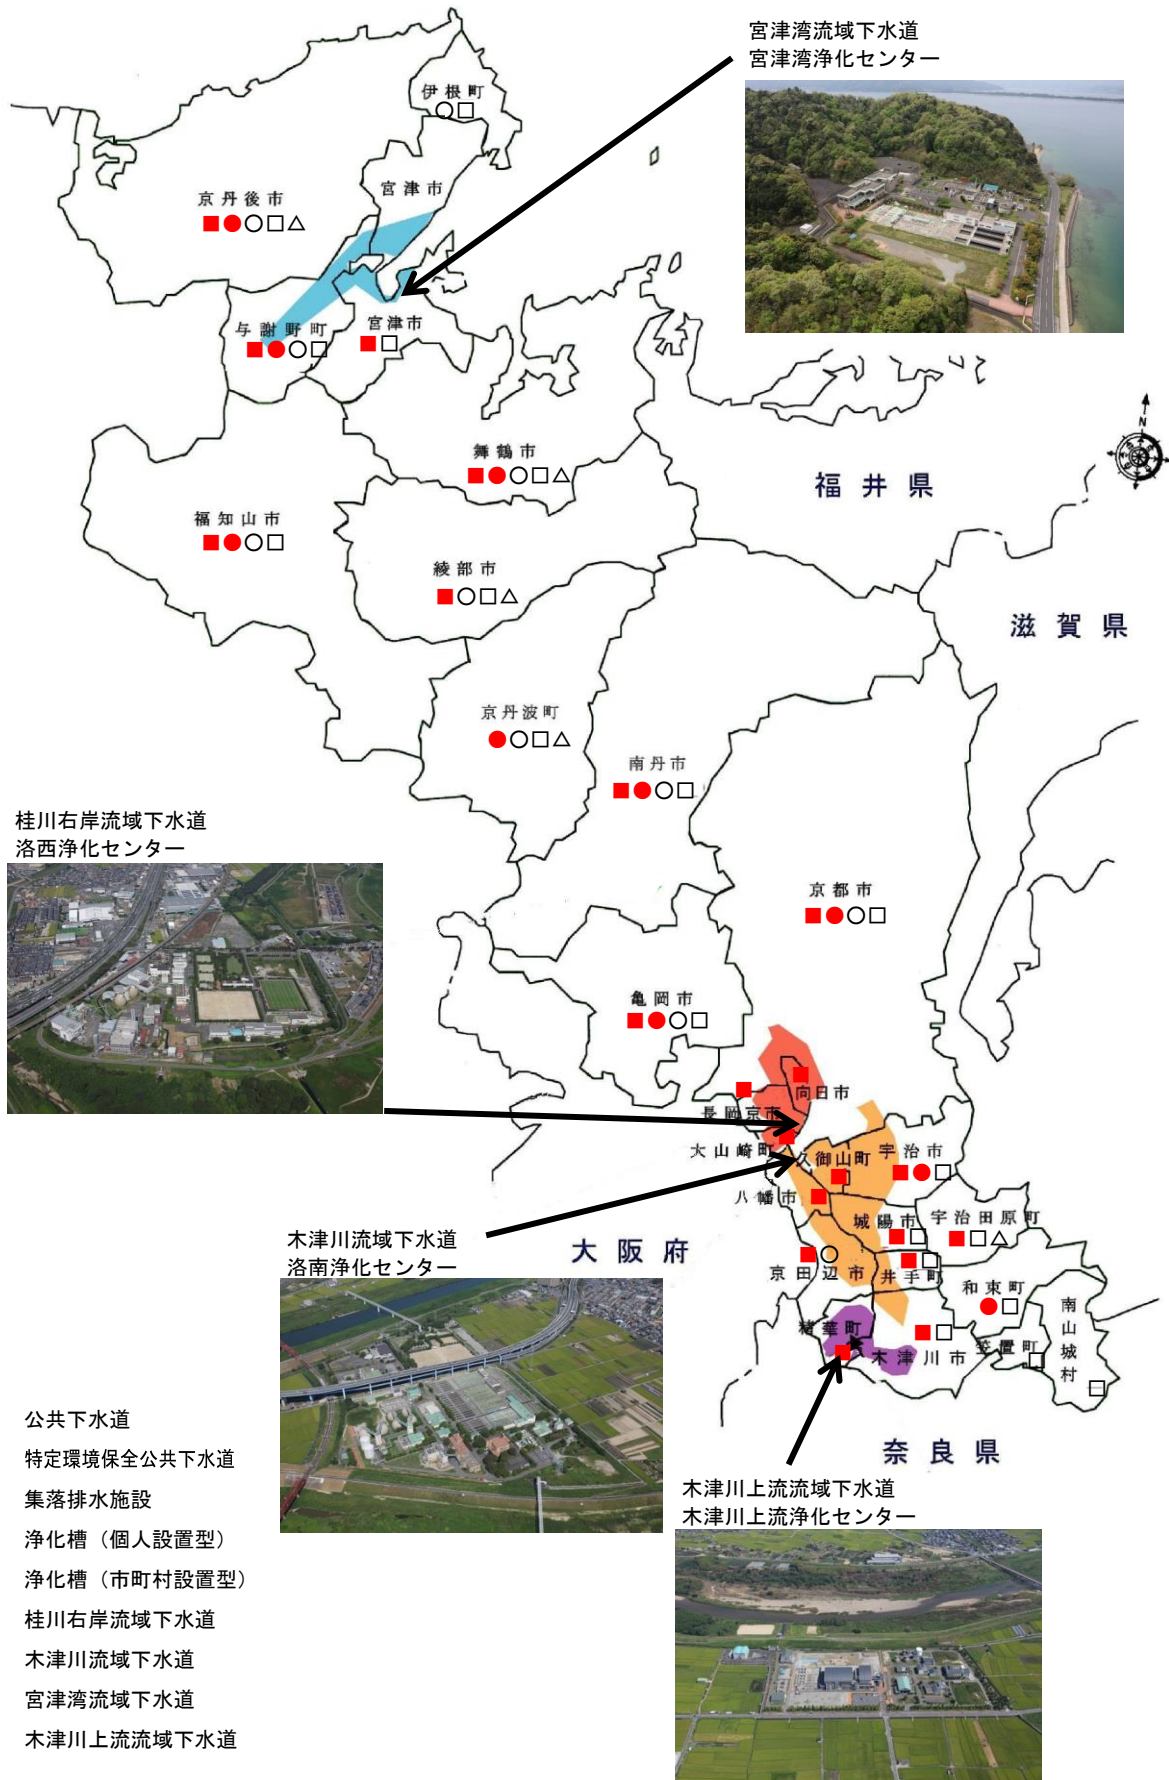 宮津湾流域下水道
宮津湾浄化センター
伊根町
宮津市
京丹後市
与謝野町
宮津市
舞鶴市
N
福井県
福知山市
綾部市
滋賀県
京丹波町
南丹市
桂川右岸流域下水道
洛西浄化センター
京都市
亀岡市
向日市
長岡京市
大山崎町
久御山町
宇治市
八幡市
城陽市
宇治田原町
木津川流域下水道
洛南浄化センター
大阪府
京田辺市
井手町
和束町
南山城村
笠置町
精華町
木津川市
公共下水道
特定環境保全公共下水道
集落排水施設
浄化槽（個人設置型）
浄化槽（市町村設置型）
桂川右岸流域下水道
木津川流域下水道
宮津湾流域下水道
木津川上流流域下水道
奈良県
木津川上流流域下水道
木津川上流浄化センター